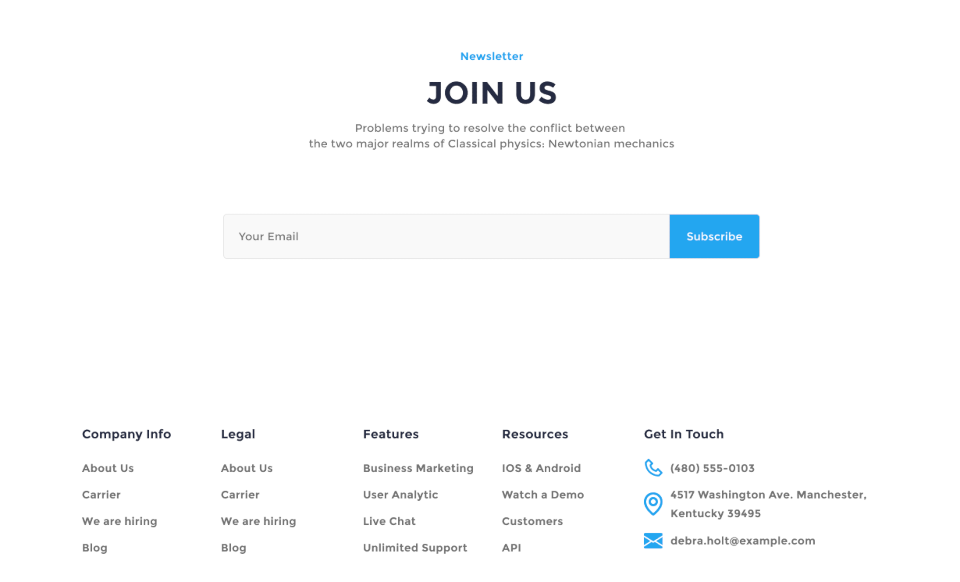 Newsletter
JOIN US
Problems trying to resolve the conflict between
the two major realms of Classical physics: Newtonian mechanics
Your Email
Subscribe
Company Info
About Us
Carrier
We are hiring
Blog
Legal
About Us
Carrier
We are hiring
Blog
Features
Business Marketing
User Analytic
Live Chat
Unlimited Support
Resources
IOS & Android
Watch a Demo
Customers
API
Get In Touch
(480) 555-0103
4517 Washington Ave. Manchester,
Kentucky 39495
debra.holt@example.com